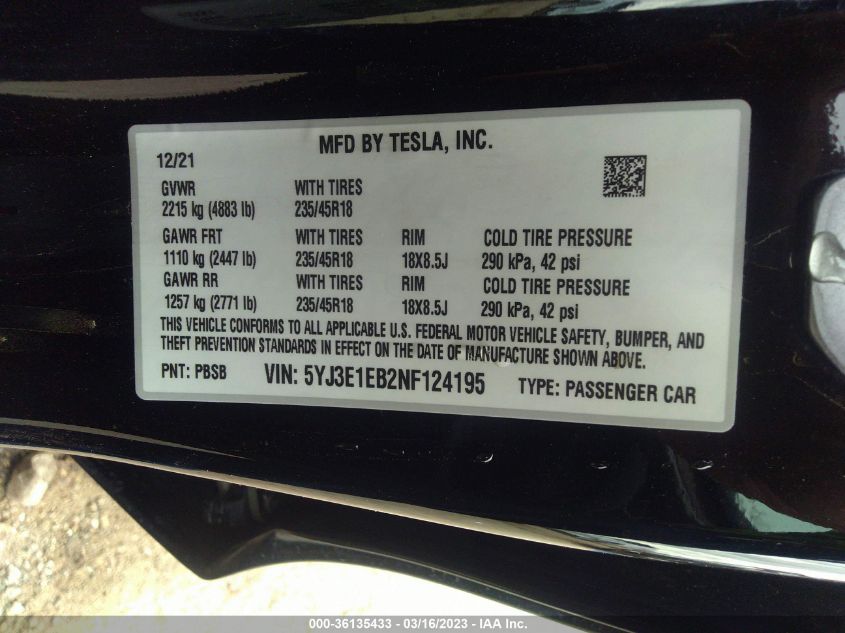 MFD BY TESLA, INC.
12/21
GVWR WITH TIRES
2215 kg (4883 lb) 235/45R18
GAWR FRT WITH TIRES RIM COLD TIRE PRESSURE
1110 kg (2447 lb) 235/45R18 18X8.5J 290 kPa, 42 psi
GAWR RR WITH TIRES RIM COLD TIRE PRESSURE
1257 kg (2771 lb) 235/45R18 18X8.5J 290 kPa, 42 psi
THIS VEHICLE CONFORMS TO ALL APPLICABLE U.S. FEDERAL MOTOR VEHICLE SAFETY, BUMPER, AND
THEFT PREVENTION STANDARDS IN EFFECT ON THE DATE OF MANUFACTURE SHOWN ABOVE.
PNT: PBSB VIN: 5YJ3E1EB2NF124195 TYPE: PASSENGER CAR
000-36135433 - 03/16/2023 - IAA Inc.